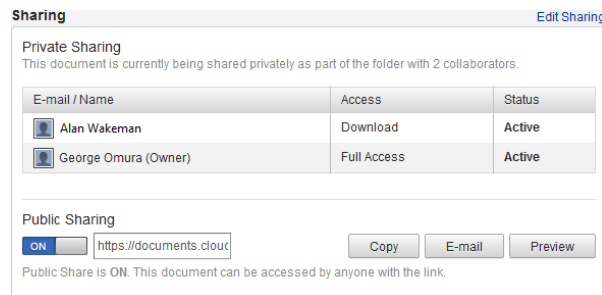 Sharing Edit Sharing
Private Sharing
This document is currently being shared privately as part of the folder with 2 collaborators.
E-mail / Name Access Status
Alan Wakeman Download Active
George Omura (Owner) Full Access Active
Public Sharing
ON https://documents.clouc Copy E-mail Preview
Public Share is ON. This document can be accessed by anyone with the link.